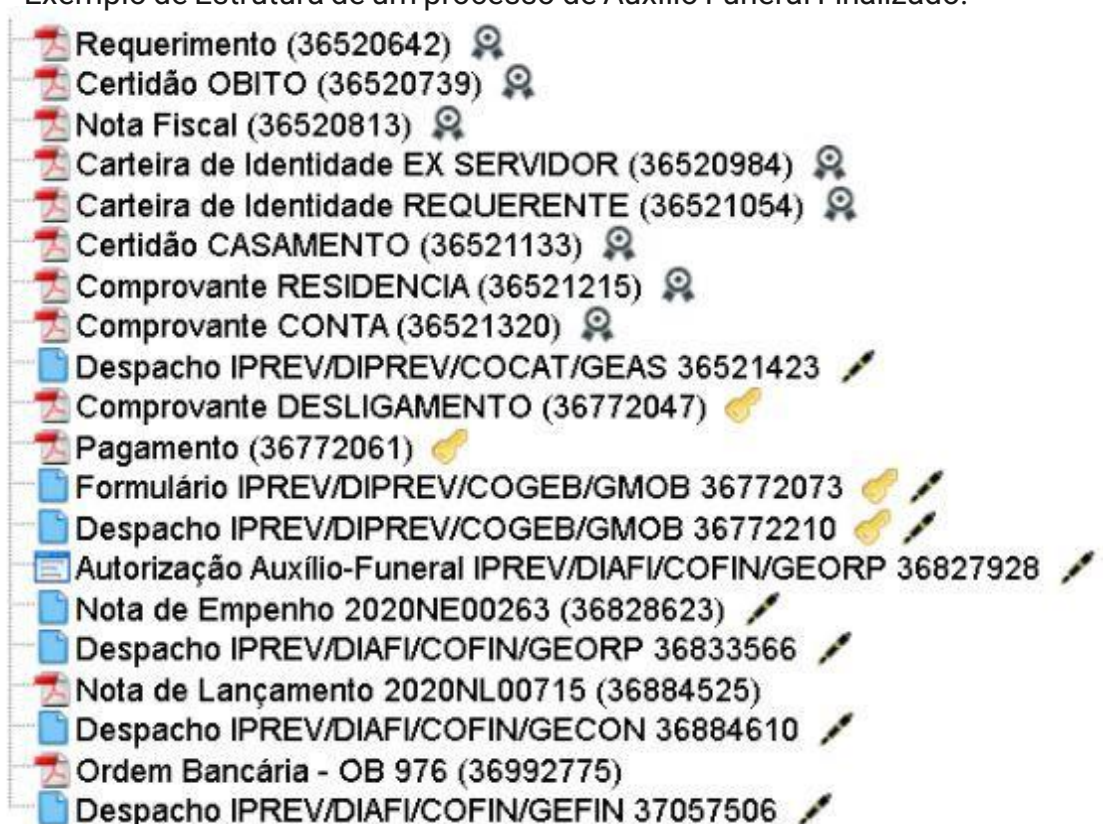 Exemplo de Estrutura de um processo de Auxílio Funeral Finalizado:
Requerimento (36520642)
Certidão OBITO (36520739)
Nota Fiscal (36520813)
Carteira de Identidade EX SERVIDOR (36520984)
Carteira de Identidade REQUERENTE (36521054)
Certidão CASAMENTO (36521133)
Comprovante RESIDENCIA (36521215)
Comprovante CONTA (36521320)
Despacho IPREV/DIPREV/COCAT/GEAS 36521423
Comprovante DESLIGAMENTO (36772047)
Pagamento (36772061)
Formulário IPREV/DIPREV/COGEB/GMOB 36772073
Despacho IPREV/DIPREV/COGEB/GMOB 36772210
Autorização Auxílio-Funeral IPREV/DIAFI/COFIN/GEORP 36827928
Nota de Empenho 2020NE00263 (36828623)
Despacho IPREV/DIAFI/COFIN/GEORP 36833566
Nota de Lançamento 2020NL00715 (36884525)
Despacho IPREV/DIAFI/COFIN/GECON 36884610
Ordem Bancária - OB 976 (36992775)
Despacho IPREV/DIAFI/COFIN/GEFIN 37057506